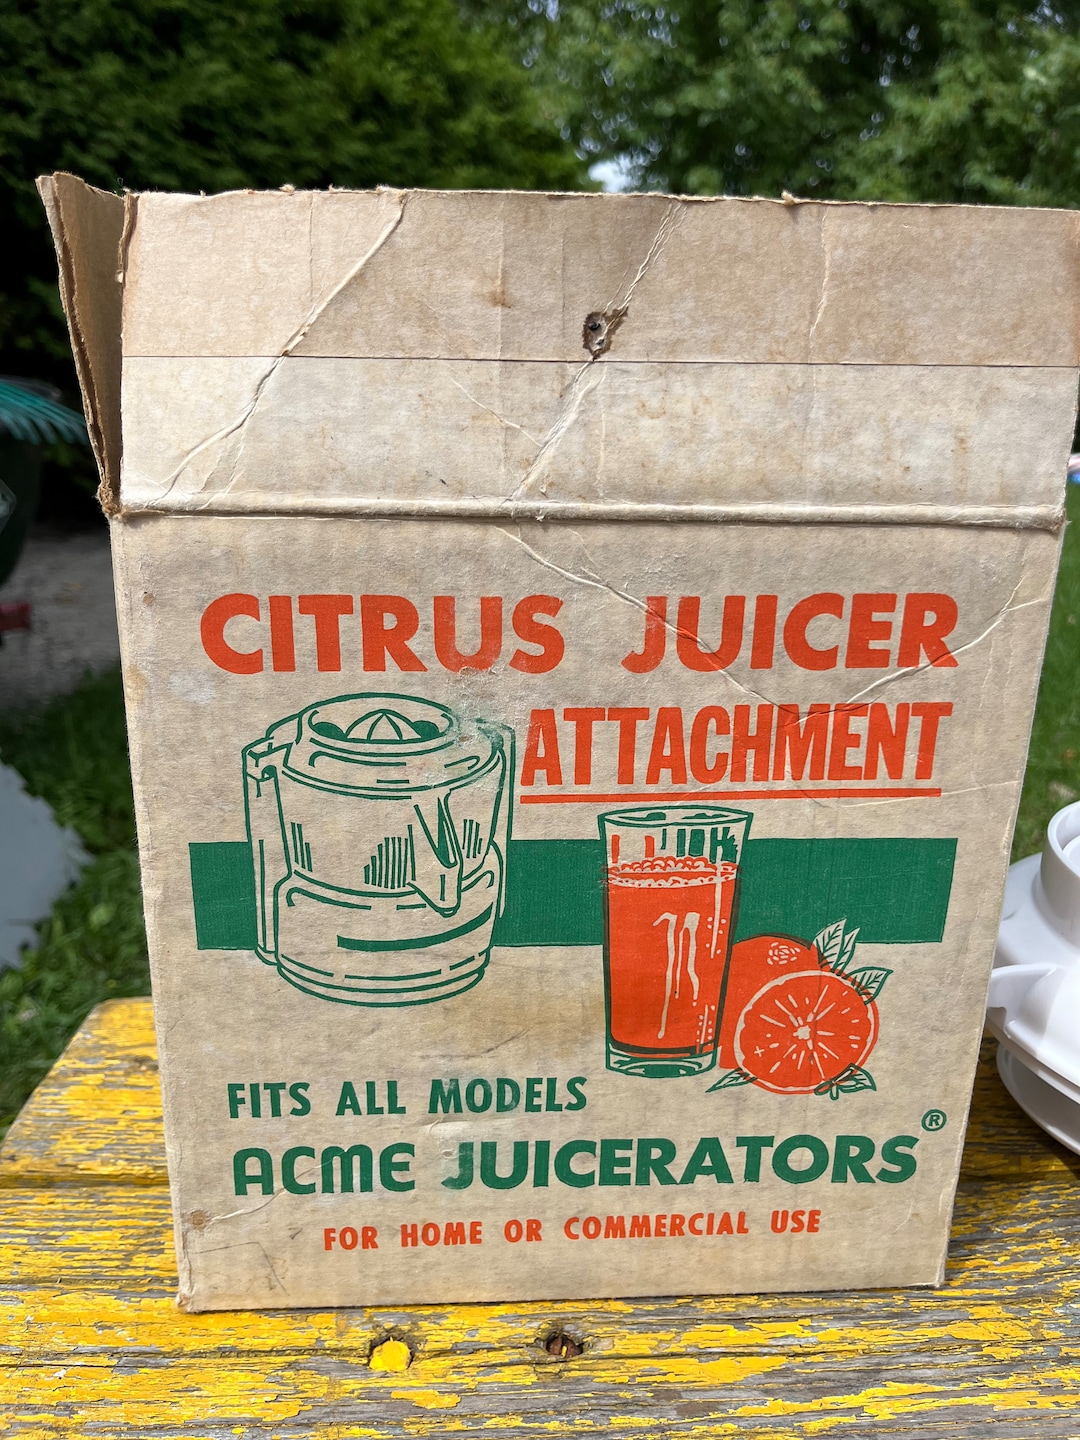 CITRUS JUICER
ATTACHMENT
FITS ALL MODELS
ACME JUICERATORS®
FOR HOME OR COMMERCIAL USE